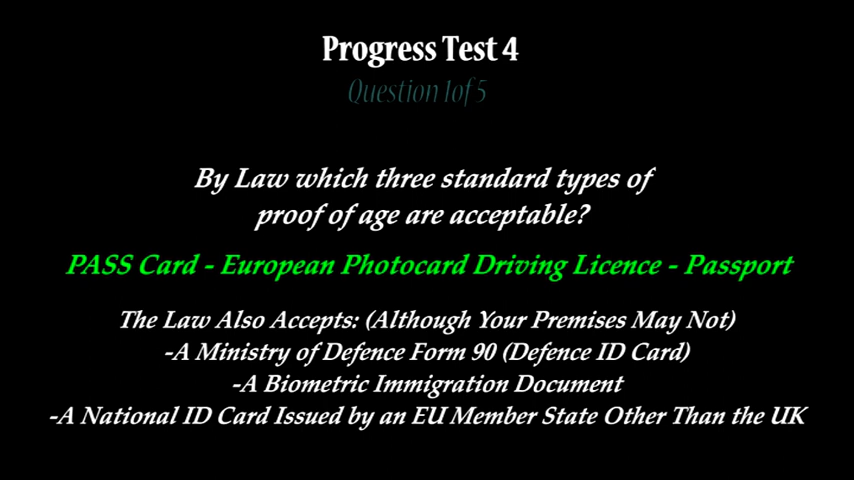 Progress Test 4
Question 1of 5
By Law which three standard types of
proof of age are acceptable?
PASS Card - European Photocard Driving Licence - Passport
The Law Also Accepts: (Although Your Premises May Not)
-A Ministry of Defence Form 90 (Defence ID Card)
-A Biometric Immigration Document
-A National ID Card Issued by an EU Member State Other Than the UK